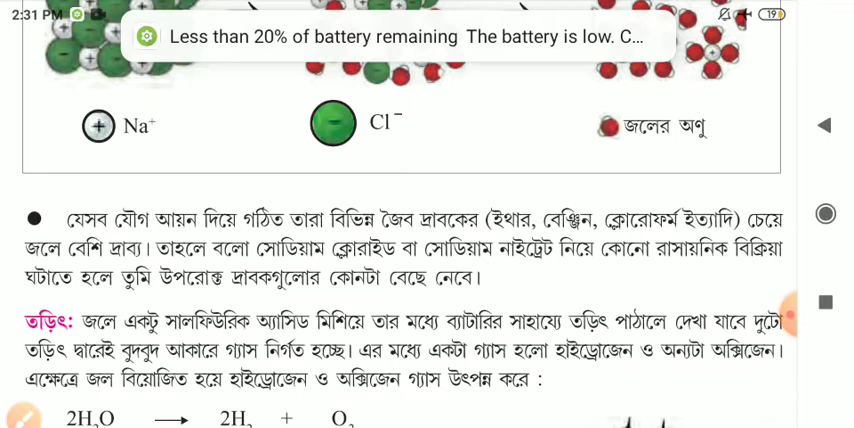 2:31 PM
19
Less than 20% of battery remaining The battery is low. C...
+ Na⁺
- Cl⁻
জলের অণু
● যেসব যৌগ আয়ন দিয়ে গঠিত তারা বিভিন্ন জৈব দ্রাবকের (ইথার, বেঞ্জিন, ক্লোরোফর্ম ইত্যাদি) চেয়ে
জলে বেশি দ্রাব্য। তাহলে বলো সোডিয়াম ক্লোরাইড বা সোডিয়াম নাইট্রেট নিয়ে কোনো রাসায়নিক বিক্রিয়া
ঘটাতে হলে তুমি উপরোক্ত দ্রাবকগুলোর কোনটা বেছে নেবে।
তড়িৎ: জলে একটু সালফিউরিক অ্যাসিড মিশিয়ে তার মধ্যে ব্যাটারির সাহায্যে তড়িৎ পাঠালে দেখা যাবে দুটো
তড়িৎ দ্বারেই বুদবুদ আকারে গ্যাস নির্গত হচ্ছে। এর মধ্যে একটা গ্যাস হলো হাইড্রোজেন ও অন্যটা অক্সিজেন।
এক্ষেত্রে জল বিয়োজিত হয়ে হাইড্রোজেন ও অক্সিজেন গ্যাস উৎপন্ন করে :
2H₂O → 2H₂ + O₂